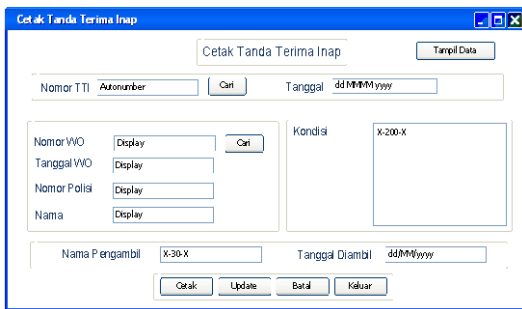 Cetak Tanda Terima Inap
Cetak Tanda Terima Inap
Tampil Data
Nomor TTI Autonumber Cari Tanggal dd MMMM yyyy
Nomor WO Display Cari
Tanggal WO Display
Nomor Polisi Display
Nama Display
Kondisi X-200-X
Nama Pengambil X-30-X Tanggal Diambil dd/MM/yyyy
Cetak Update Batal Keluar